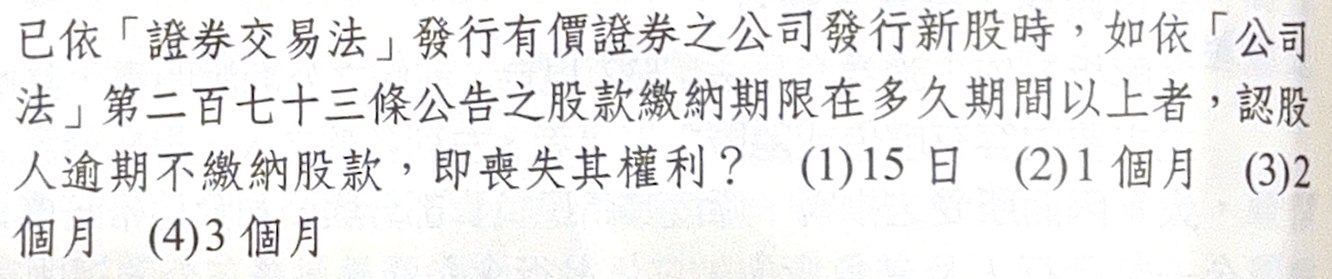 已依「證券交易法」發行有價證券之公司發行新股時，如依「公司
法」第二百七十三條公告之股款繳納期限在多久期間以上者，認股
人逾期不繳納股款，即喪失其權利？　(1)15 日　(2)1 個月　(3)2
個月　(4)3 個月